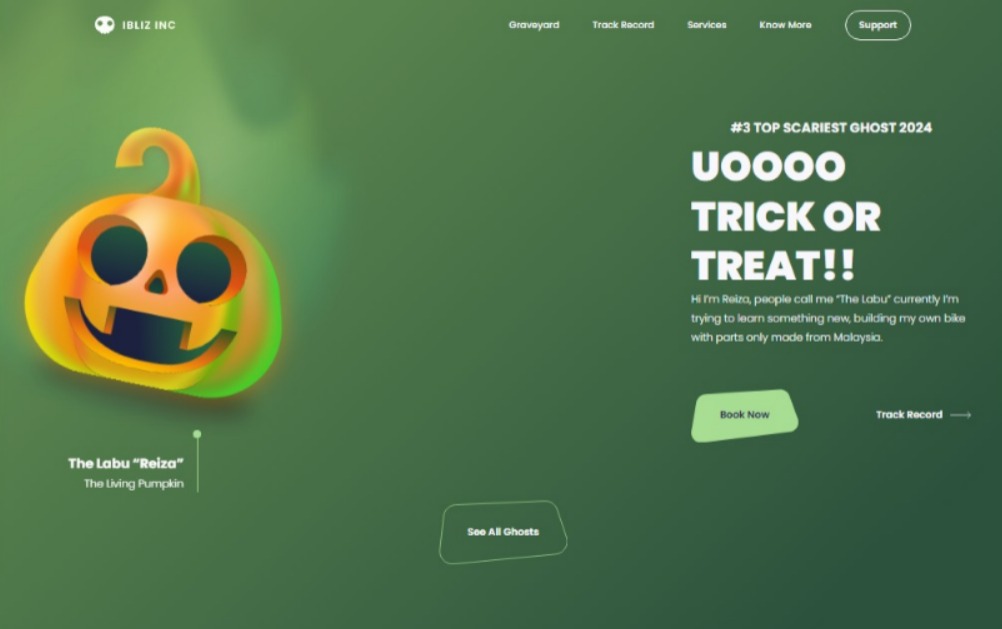 IBLIZ INC
Graveyard
Track Record
Services
Know More
Support
#3 TOP SCARIEST GHOST 2024
UOOOO
TRICK OR
TREAT!!
Hi I'm Reiza, people call me "The Labu" currently I'm
trying to learn something new, building my own bike
with parts only made from Malaysia.
Book Now
Track Record
The Labu “Reiza”
The Living Pumpkin
See All Ghosts